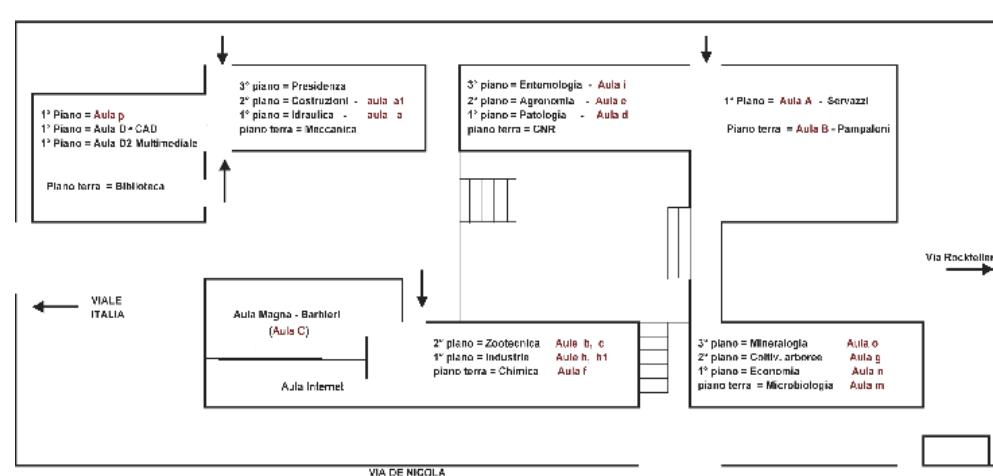 3° piano = Presidenza
2° piano = Costruzioni - aula a1
1° piano = Idraulica - aula a
piano terra = Meccanica
3° piano = Entomologia - Aula i
2° piano = Agronomia - Aula e
1° piano = Patologia - Aula d
piano terra = CNR
1° Piano = Aula A - Servazzi
Piano terra = Aula B - Pampaloni
1° Piano = Aula p
1° Piano = Aula D - CAD
1° Piano = Aula D2 Multimediale
Piano terra = Biblioteca
Via Rockfeller
VIALE
ITALIA
Aula Magna - Barbieri
(Aula C)
Aula Internet
2° piano = Zootecnica Aule b, c
1° piano = Industrie Aule h, h1
piano terra = Chimica Aula f
3° piano = Mineralogia Aula o
2° piano = Coltiv. arboree Aula g
1° piano = Economia Aula n
piano terra = Microbiologia Aula m
VIA DE NICOLA